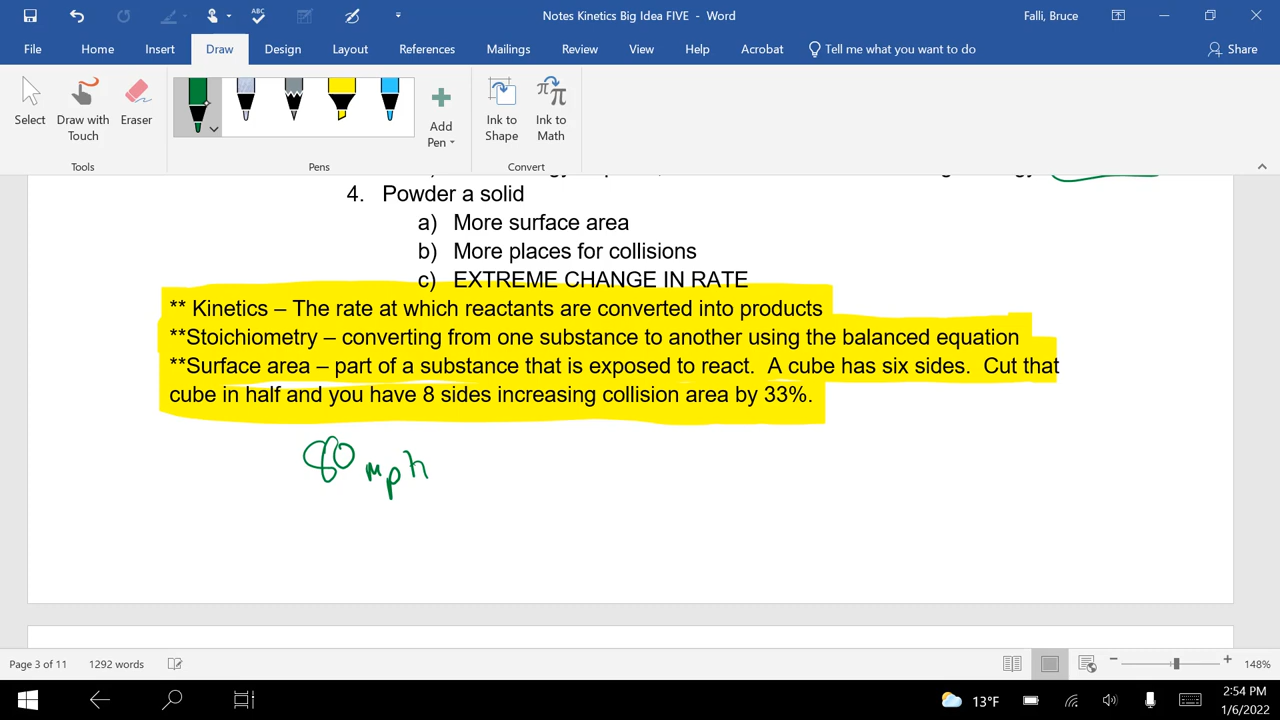 Notes Kinetics Big Idea FIVE - Word
Falli, Bruce
File Home Insert Draw Design Layout References Mailings Review View Help Acrobat Tell me what you want to do Share
Select
Draw with Touch
Eraser
Add Pen
Ink to Shape
Ink to Math
Tools Pens Convert
4. Powder a solid
a) More surface area
b) More places for collisions
c) EXTREME CHANGE IN RATE
** Kinetics – The rate at which reactants are converted into products
**Stoichiometry – converting from one substance to another using the balanced equation
**Surface area – part of a substance that is exposed to react. A cube has six sides. Cut that
cube in half and you have 8 sides increasing collision area by 33%.
80 mph
Page 3 of 11 1292 words 148%
13°F
2:54 PM
1/6/2022